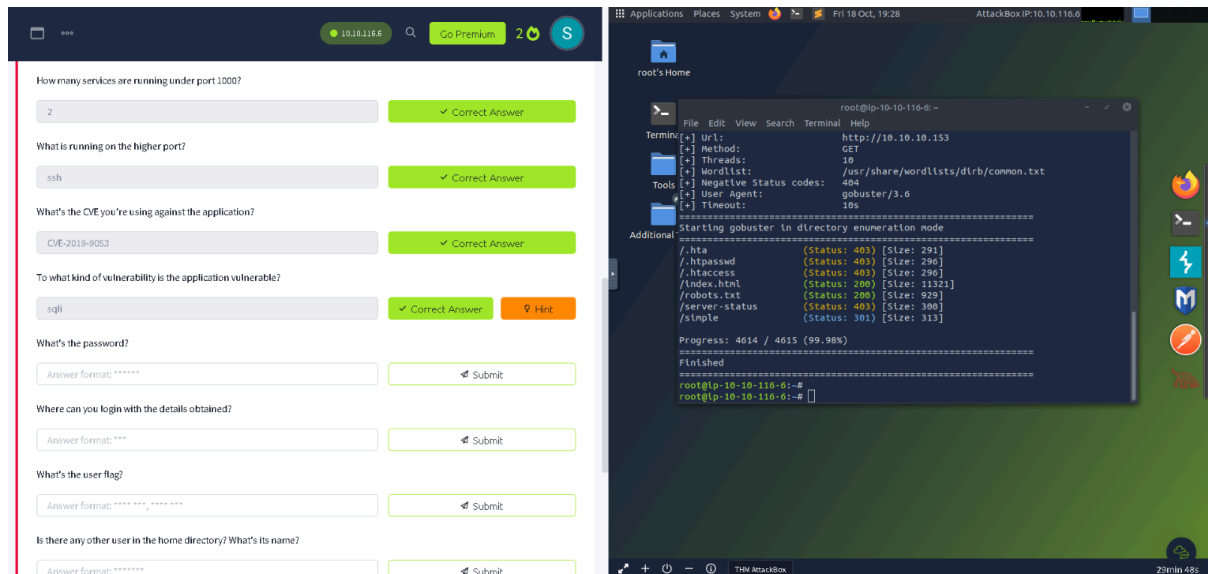 10.10.116.6
Go Premium
2
S
How many services are running under port 1000?
2
Correct Answer
What is running on the higher port?
ssh
Correct Answer
What's the CVE you're using against the application?
CVE-2019-9053
Correct Answer
To what kind of vulnerability is the application vulnerable?
sqli
Correct Answer
Hint
What's the password?
Answer format: ******
Submit
Where can you login with the details obtained?
Answer format: ***
Submit
What's the user flag?
Answer format: **** ***, **** ***
Submit
Is there any other user in the home directory? What's its name?
Answer format: *******
Submit
Applications Places System Fri 18 Oct, 19:28 AttackBox IP:10.10.116.6
root's Home
Tools
Additional
root@ip-10-10-116-6: ~
File Edit View Search Terminal Help
[+] Url: http://10.10.10.153
[+] Method: GET
[+] Threads: 10
[+] Wordlist: /usr/share/wordlists/dirb/common.txt
[+] Negative Status codes: 404
[+] User Agent: gobuster/3.6
[+] Timeout: 10s
===============================================================
Starting gobuster in directory enumeration mode
===============================================================
/.hta (Status: 403) [Size: 291]
/.htpasswd (Status: 403) [Size: 296]
/.htaccess (Status: 403) [Size: 296]
/index.html (Status: 200) [Size: 11321]
/robots.txt (Status: 200) [Size: 929]
/server-status (Status: 403) [Size: 300]
/simple (Status: 301) [Size: 313]
Progress: 4614 / 4615 (99.98%)
===============================================================
Finished
===============================================================
root@ip-10-10-116-6:~#
root@ip-10-10-116-6:~#
THM AttackBox
29min 48s